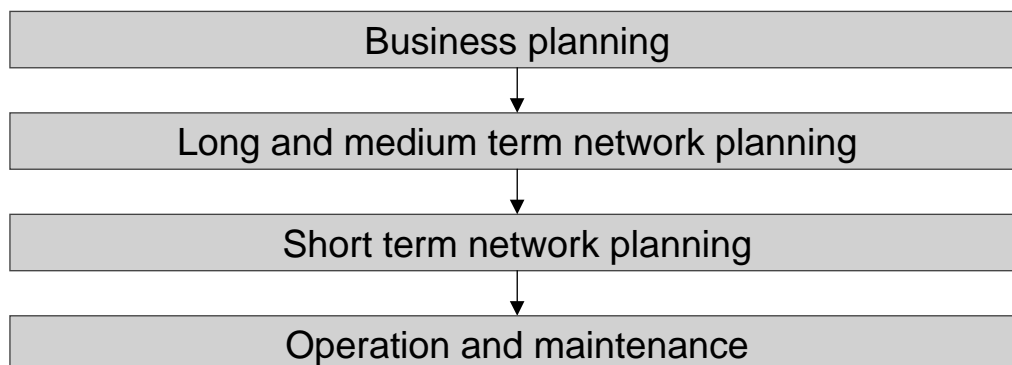 Business planning
Long and medium term network planning
Short term network planning
Operation and maintenance